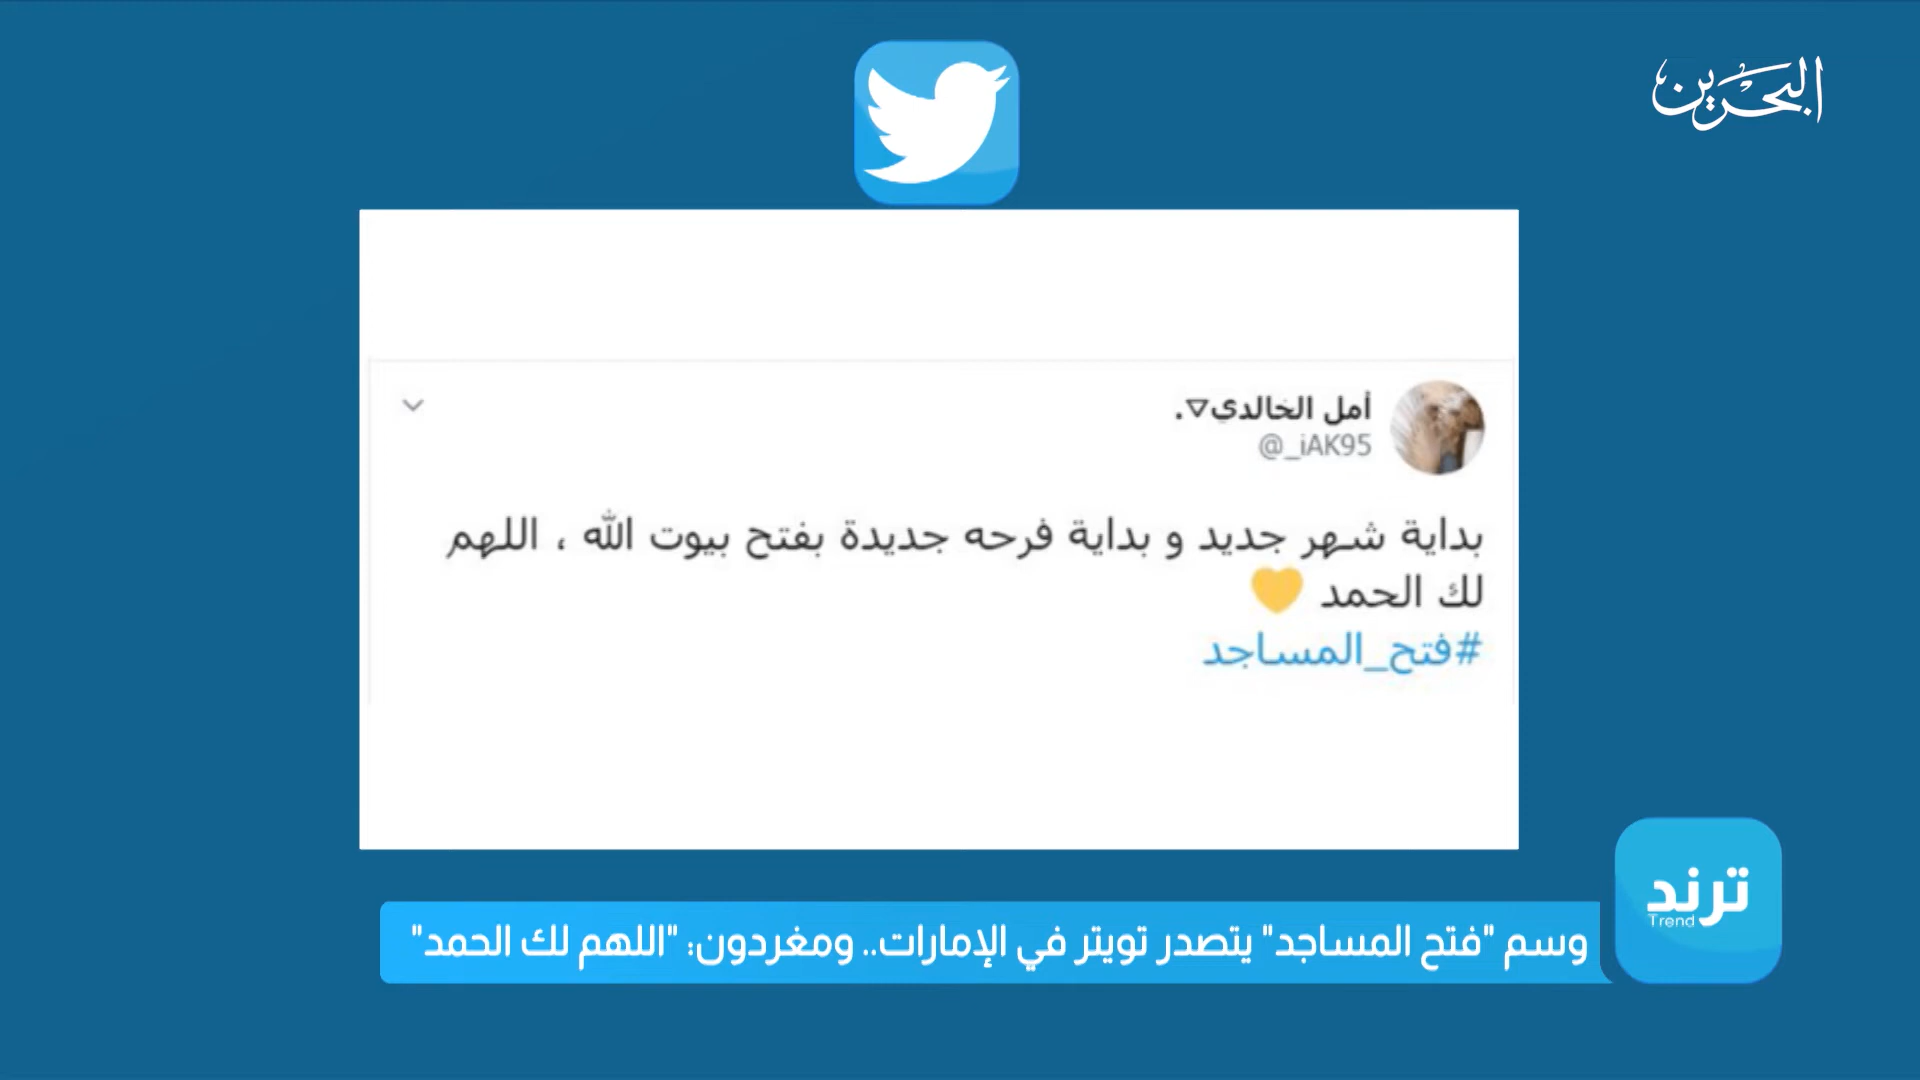 البحرين
أمل الخالدي▽.
@_iAK95
بداية شهر جديد و بداية فرحه جديدة بفتح بيوت الله ، اللهم
لك الحمد 💛
#فتح_المساجد
ترند
Trend
وسم "فتح المساجد" يتصدر تويتر في الإمارات.. ومغردون: "اللهم لك الحمد"